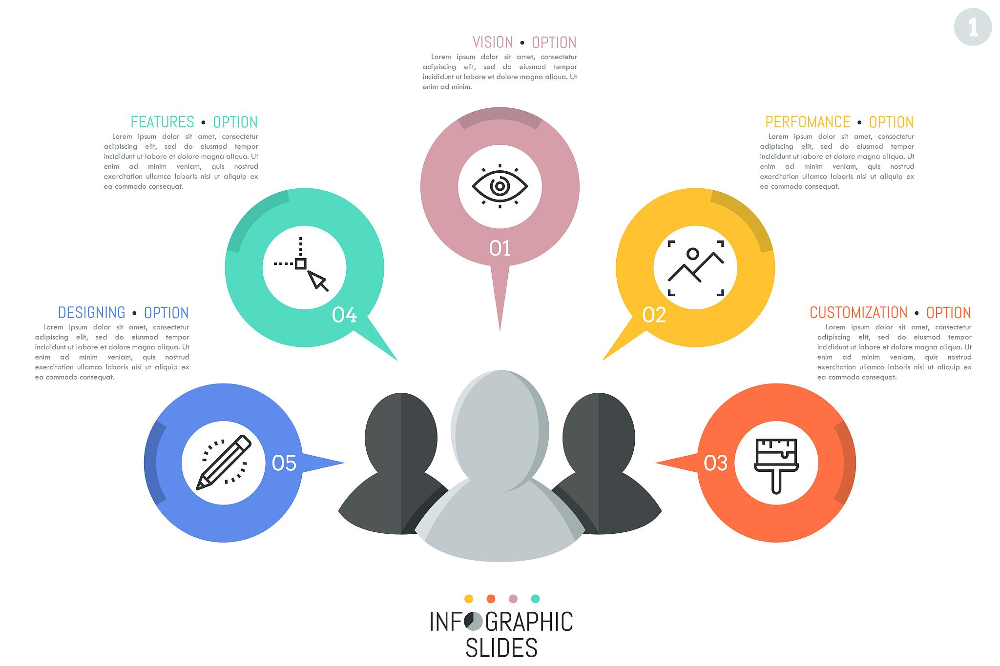 1
VISION • OPTION
Lorem ipsum dolor sit amet, consectetur
adipiscing elit, sed do eiusmod tempor
incididunt ut labore et dolore magna aliqua. Ut
enim ad minim.
01
FEATURES • OPTION
Lorem ipsum dolor sit amet, consectetur
adipiscing elit, sed do eiusmod tempor
incididunt ut labore et dolore magna aliqua. Ut
enim ad minim veniam, quis nostrud
exercitation ullamco laboris nisi ut aliquip ex
ea commodo consequat.
04
PERFOMANCE • OPTION
Lorem ipsum dolor sit amet, consectetur
adipiscing elit, sed do eiusmod tempor
incididunt ut labore et dolore magna aliqua. Ut
enim ad minim veniam, quis nostrud
exercitation ullamco laboris nisi ut aliquip ex
ea commodo consequat.
02
DESIGNING • OPTION
Lorem ipsum dolor sit amet, consectetur
adipiscing elit, sed do eiusmod tempor
incididunt ut labore et dolore magna aliqua. Ut
enim ad minim veniam, quis nostrud
exercitation ullamco laboris nisi ut aliquip ex
ea commodo consequat.
05
CUSTOMIZATION • OPTION
Lorem ipsum dolor sit amet, consectetur
adipiscing elit, sed do eiusmod tempor
incididunt ut labore et dolore magna aliqua. Ut
enim ad minim veniam, quis nostrud
exercitation ullamco laboris nisi ut aliquip ex
ea commodo consequat.
03
INFOGRAPHIC
SLIDES